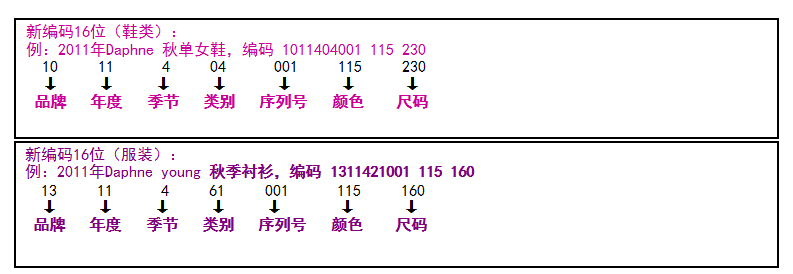 新编码16位（鞋类）：
例：2011年Daphne 秋单女鞋，编码 1011404001 115 230
10 11 4 04 001 115 230
品牌 年度 季节 类别 序列号 颜色 尺码
新编码16位（服装）：
例：2011年Daphne young 秋季衬衫，编码 1311421001 115 160
13 11 4 61 001 115 160
品牌 年度 季节 类别 序列号 颜色 尺码